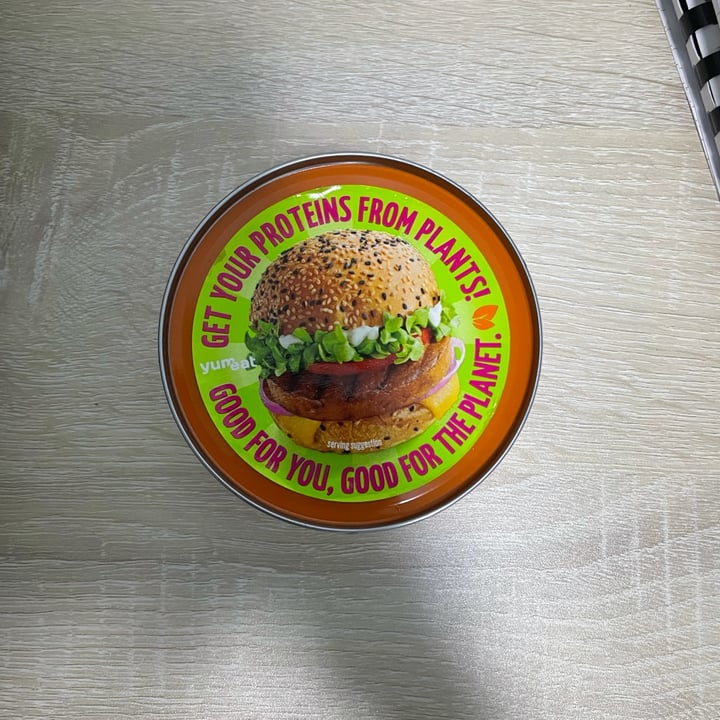 GET YOUR PROTEINS FROM PLANTS!
yumeat
GOOD FOR YOU, GOOD FOR THE PLANET.
serving suggestion